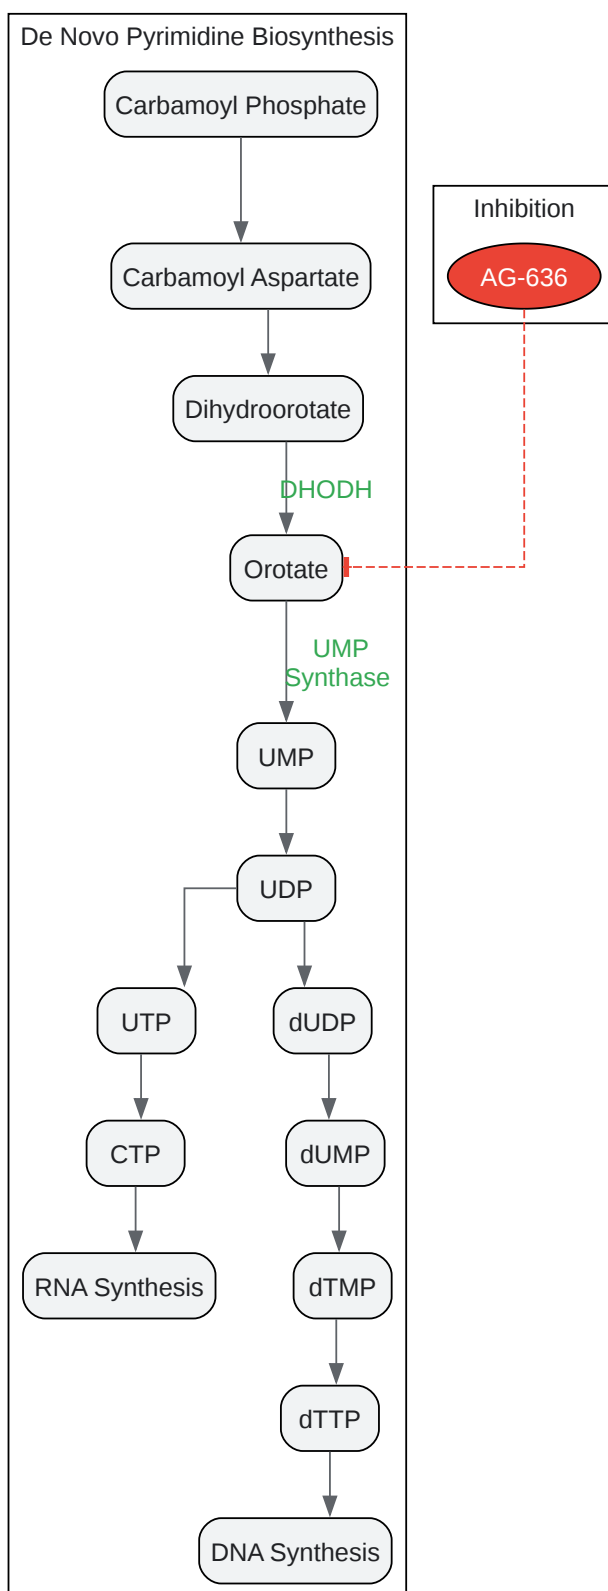 De Novo Pyrimidine Biosynthesis
Carbamoyl Phosphate
Inhibition
AG-636
Carbamoyl Aspartate
Dihydroorotate
DHODH
Orotate
UMP
Synthase
UMP
UDP
UTP
dUDP
CTP
dUMP
RNA Synthesis
dTMP
dTTP
DNA Synthesis